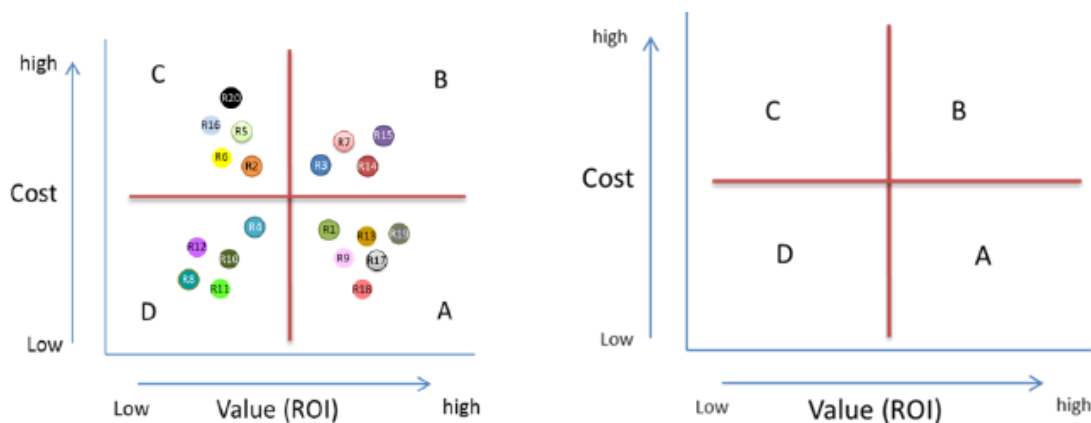 high
C
B
R20
R16
R5
R15
R7
R6
R2
R3
R14
Cost
R4
R1
R13
R19
R12
R10
R9
R17
R8
R11
R18
D
A
Low
Low
Value (ROI)
high
high
C
B
Cost
D
A
Low
Low
Value (ROI)
high